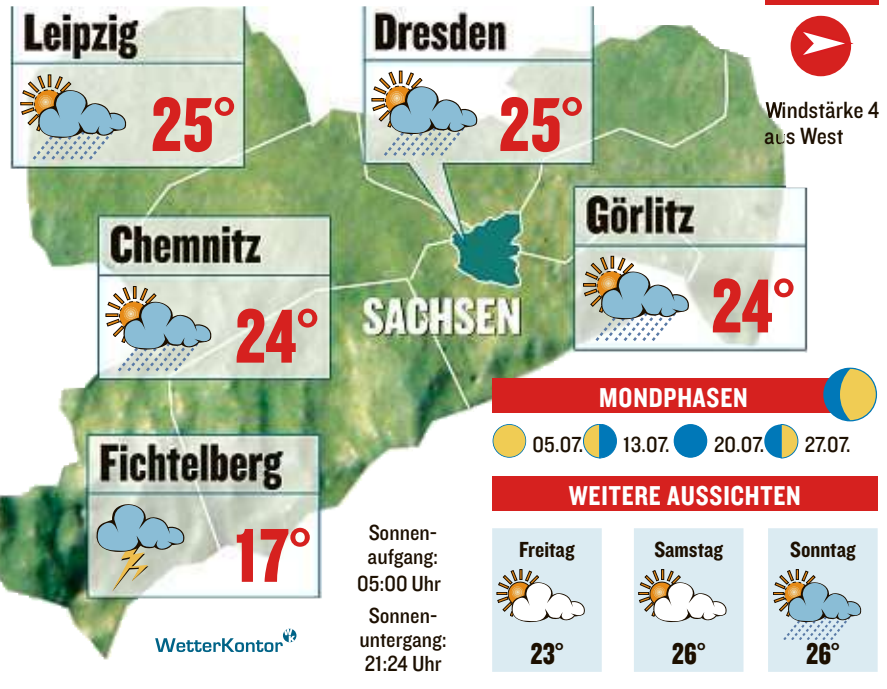 Leipzig
25°
Dresden
25°
Windstärke 4
aus West
Chemnitz
24°
Görlitz
24°
SACHSEN
Fichtelberg
17°
WetterKontor
Sonnen-
aufgang:
05:00 Uhr
Sonnen-
untergang:
21:24 Uhr
MONDPHASEN
05.07. 13.07. 20.07. 27.07.
WEITERE AUSSICHTEN
Freitag
23°
Samstag
26°
Sonntag
26°